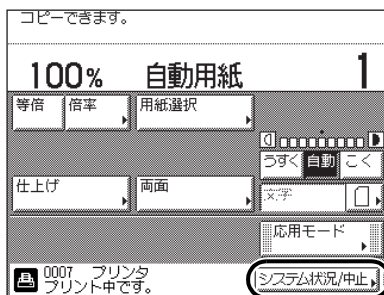 コピーできます。
100% 自動用紙 1
等倍 倍率 用紙選択
うすく 自動 こく
仕上げ 両面 文字
応用モード
0007 プリンタ
プリント中です。
システム状況/中止